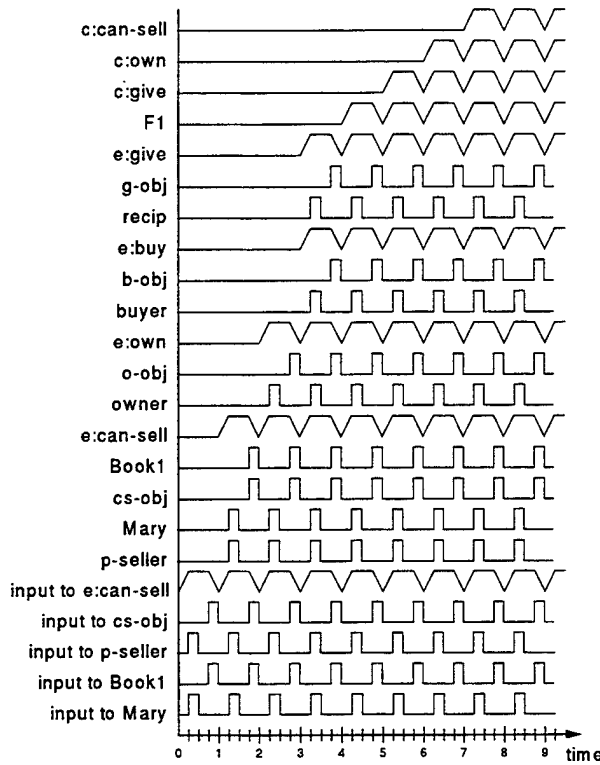 c:can-sell
c:own
c:give
F1
e:give
g-obj
recip
e:buy
b-obj
buyer
e:own
o-obj
owner
e:can-sell
Book1
cs-obj
Mary
p-seller
input to e:can-sell
input to cs-obj
input to p-seller
input to Book1
input to Mary
0 1 2 3 4 5 6 7 8 9 time